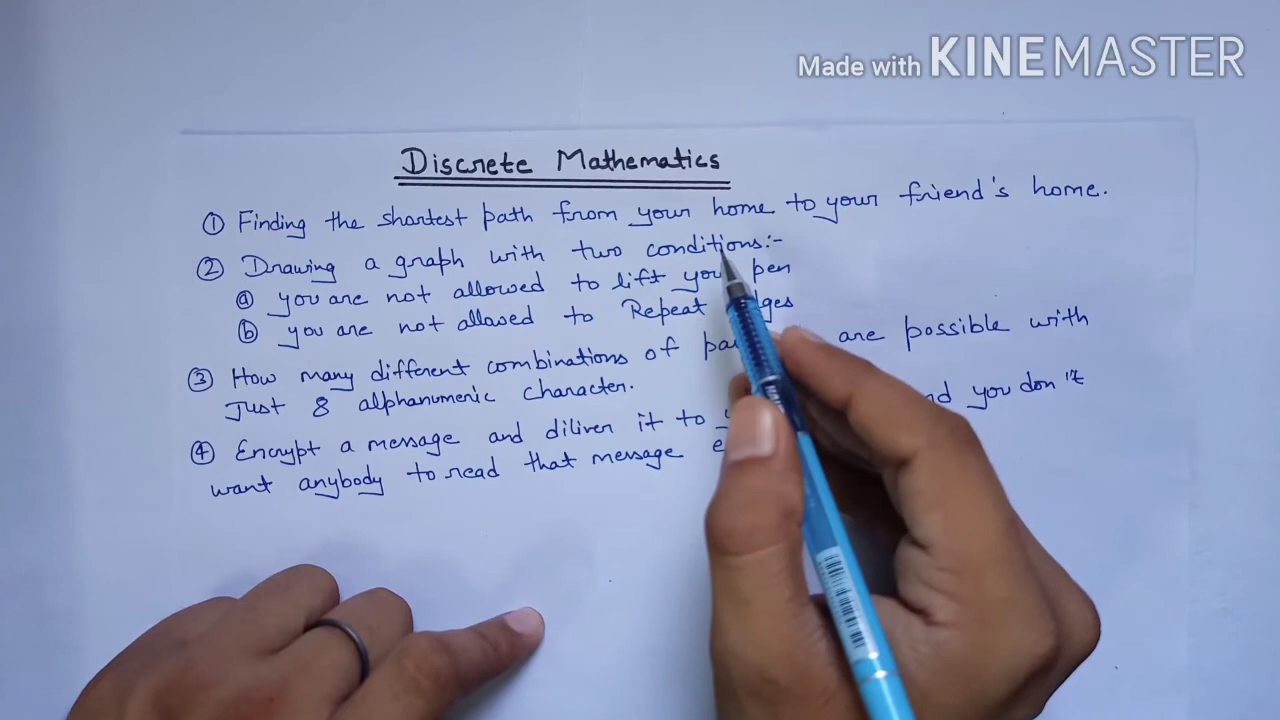 Made with KINEMASTER
Discrete Mathematics
① Finding the shortest path from your home to your friend's home.
② Drawing a graph with two conditions:-
ⓐ you are not allowed to lift pen
ⓑ you are not allowed to Repeat
③ How many different combinations of are possible with
Just 8 alphanumeric character.
④ Encrypt a message and diliver it to you don't
want anybody to read that message